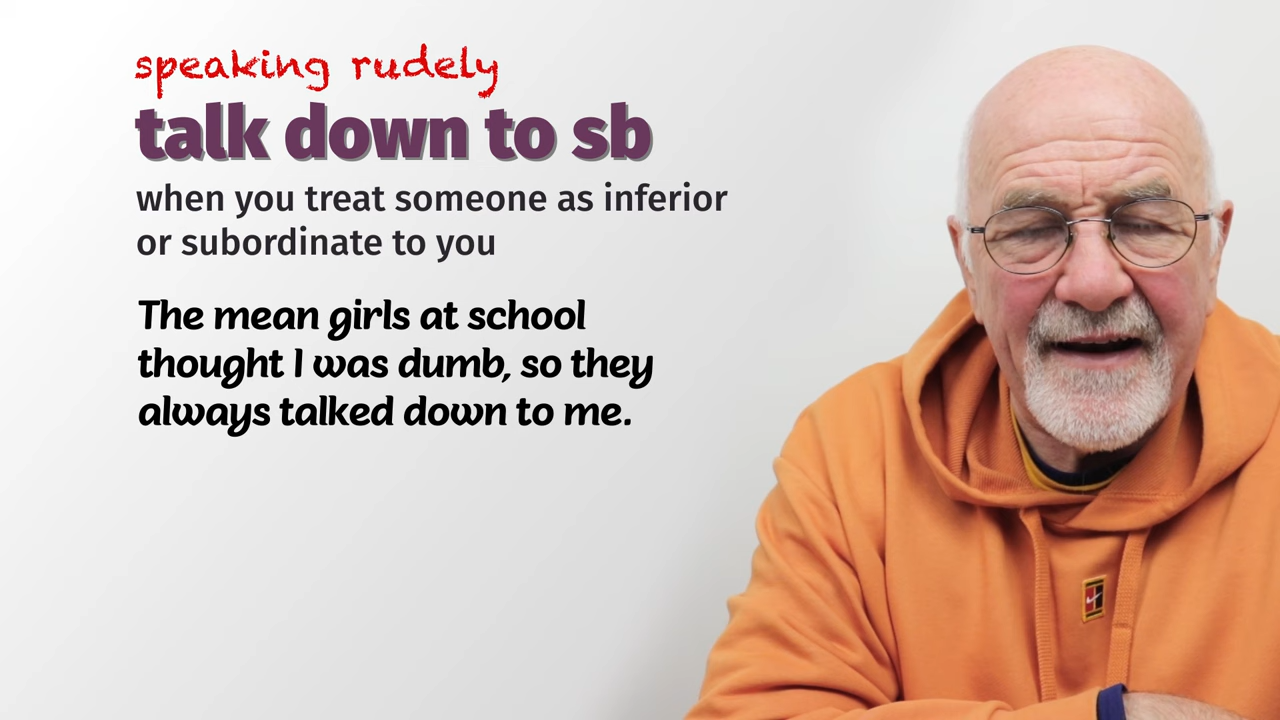 speaking rudely
talk down to sb
when you treat someone as inferior
or subordinate to you
The mean girls at school
thought I was dumb, so they
always talked down to me.